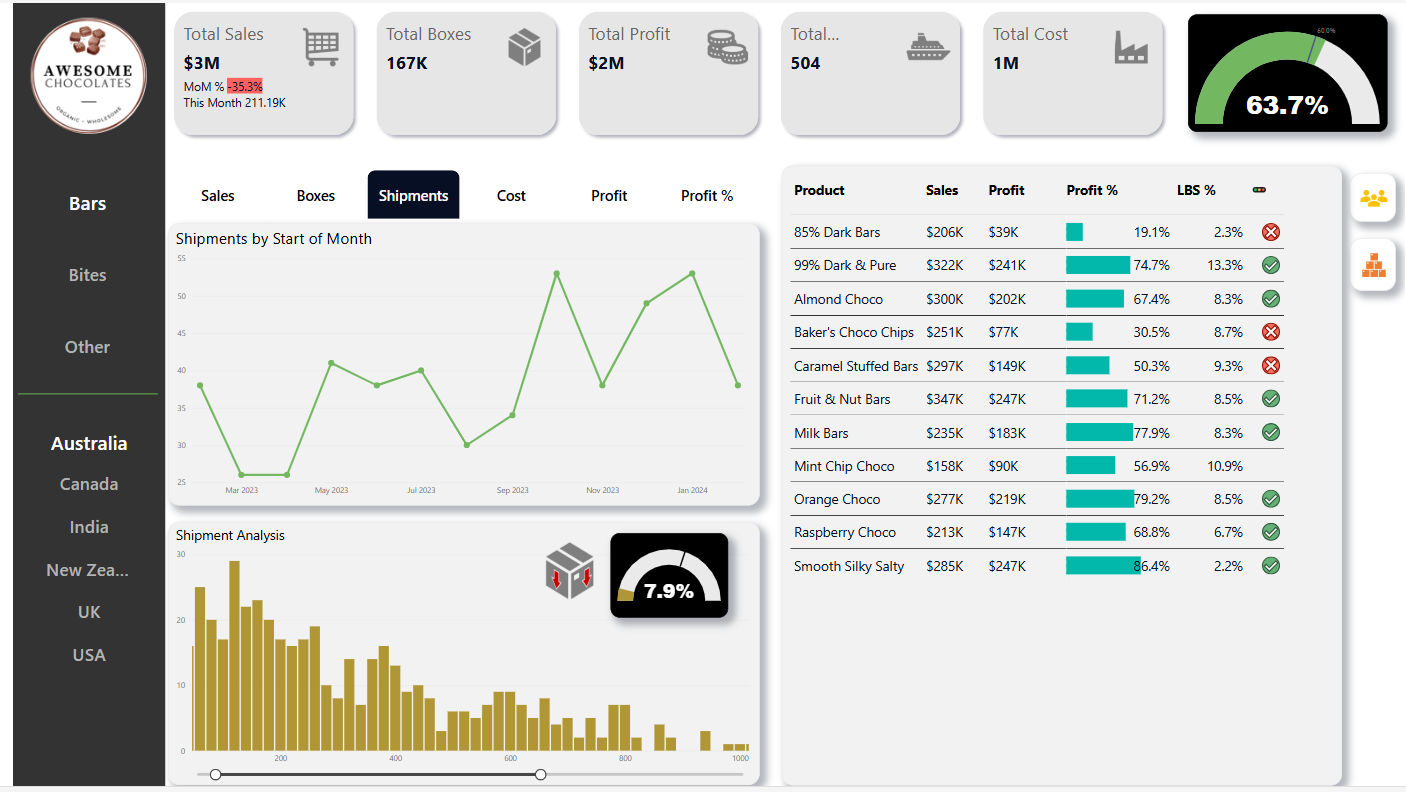 AWESOME
CHOCOLATES
ORGANIC · WHOLESOME
Bars
Bites
Other
Australia
Canada
India
New Zea...
UK
USA
Total Sales
$3M
MoM % -35.3%
This Month 211.19K
Total Boxes
167K
Total Profit
$2M
Total...
504
Total Cost
1M
60.0%
63.7%
Sales Boxes Shipments Cost Profit Profit %
Shipments by Start of Month
55
50
45
40
35
30
25
Mar 2023 May 2023 Jul 2023 Sep 2023 Nov 2023 Jan 2024
Shipment Analysis
7.9%
30
20
10
0
200 400 600 800 1000
Product Sales Profit Profit % LBS %
85% Dark Bars $206K $39K 19.1% 2.3%
99% Dark & Pure $322K $241K 74.7% 13.3%
Almond Choco $300K $202K 67.4% 8.3%
Baker's Choco Chips $251K $77K 30.5% 8.7%
Caramel Stuffed Bars $297K $149K 50.3% 9.3%
Fruit & Nut Bars $347K $247K 71.2% 8.5%
Milk Bars $235K $183K 77.9% 8.3%
Mint Chip Choco $158K $90K 56.9% 10.9%
Orange Choco $277K $219K 79.2% 8.5%
Raspberry Choco $213K $147K 68.8% 6.7%
Smooth Silky Salty $285K $247K 86.4% 2.2%